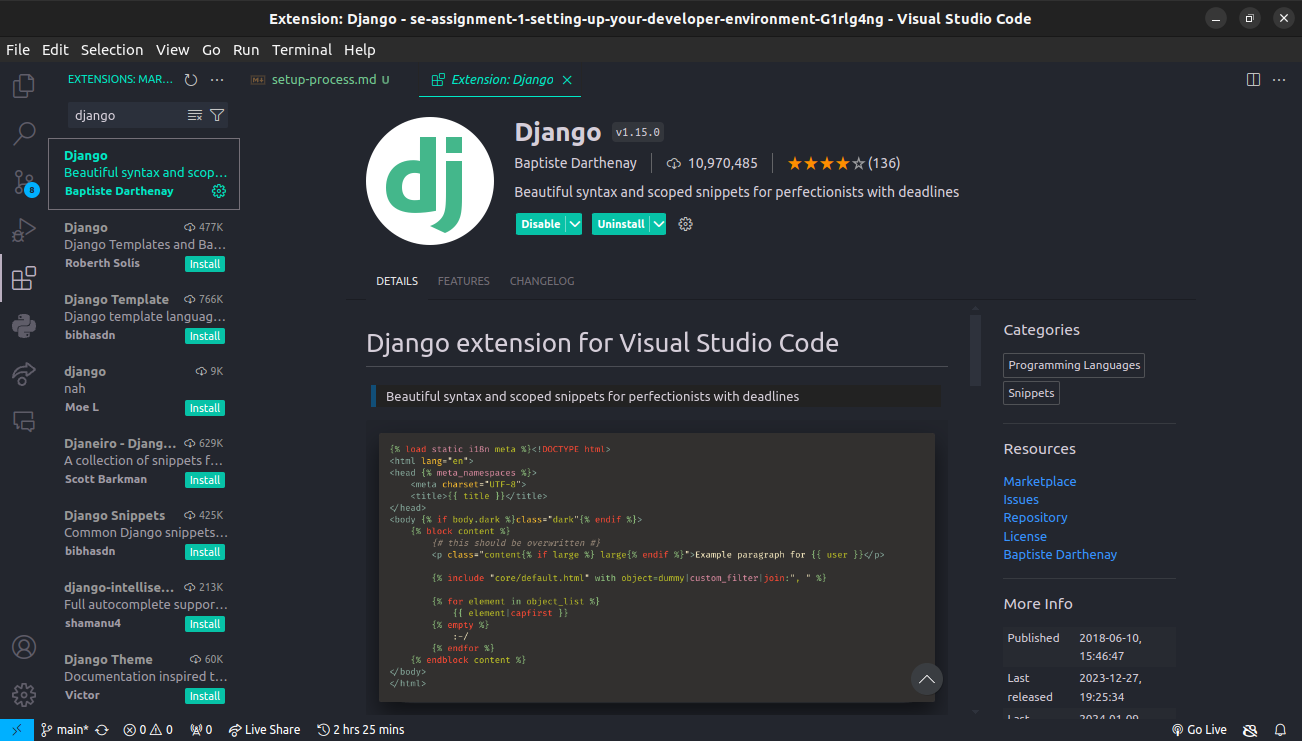 Extension: Django - se-assignment-1-setting-up-your-developer-environment-G1rlg4ng - Visual Studio Code
File Edit Selection View Go Run Terminal Help
EXTENSIONS: MAR...
setup-process.md U
Extension: Django
django
Django
Beautiful syntax and scop...
Baptiste Darthenay
8
Django 477K
Django Templates and Ba...
Roberth Solis Install
Django Template 766K
Django template languag...
bibhasdn Install
django 9K
nah
Moe L Install
Djaneiro - Djang... 629K
A collection of snippets f...
Scott Barkman Install
Django Snippets 425K
Common Django snippets...
bibhasdn Install
django-intellise... 213K
Full autocomplete suppor...
shamanu4 Install
Django Theme 60K
Documentation inspired t...
Victor Install
dj
Django v1.15.0
Baptiste Darthenay 10,970,485 (136)
Beautiful syntax and scoped snippets for perfectionists with deadlines
Disable Uninstall
DETAILS FEATURES CHANGELOG
Django extension for Visual Studio Code
Beautiful syntax and scoped snippets for perfectionists with deadlines
{% load static i18n meta %}<!DOCTYPE html>
<html lang="en">
<head {% meta_namespaces %}>
<meta charset="UTF-8">
<title>{{ title }}</title>
</head>
<body {% if body.dark %}class="dark"{% endif %}>
{% block content %}
{# this should be overwritten #}
<p class="content{% if large %} large{% endif %}">Example paragraph for {{ user }}</p>
{% include "core/default.html" with object=dummy|custom_filter|join:", " %}
{% for element in object_list %}
{{ element|capfirst }}
{% empty %}
:-/
{% endfor %}
{% endblock content %}
</body>
</html>
Categories
Programming Languages
Snippets
Resources
Marketplace
Issues
Repository
License
Baptiste Darthenay
More Info
Published 2018-06-10,
15:46:47
Last 2023-12-27,
released 19:25:34
Last 2024-01-09
main* 0 0 0 Live Share 2 hrs 25 mins Go Live